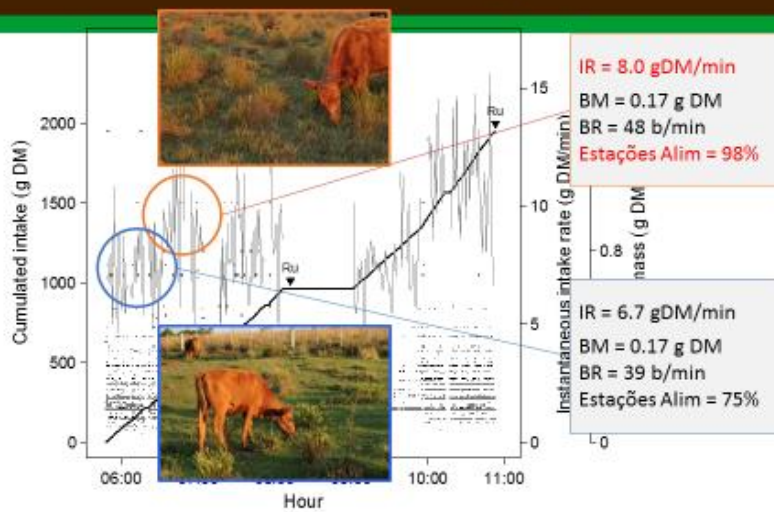 Cumulated intake (g DM)
2000
1500
1000
500
0
06:00
10:00
11:00
Hour
Ru
Ru
15
10
5
0
Instantaneous intake rate (g DM/min)
0.8
0
mass (g DM
IR = 8.0 gDM/min
BM = 0.17 g DM
BR = 48 b/min
Estações Alim = 98%
IR = 6.7 gDM/min
BM = 0.17 g DM
BR = 39 b/min
Estações Alim = 75%